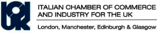 ITALIAN CHAMBER OF COMMERCE
AND INDUSTRY FOR THE UK
London, Manchester, Edinburgh & Glasgow